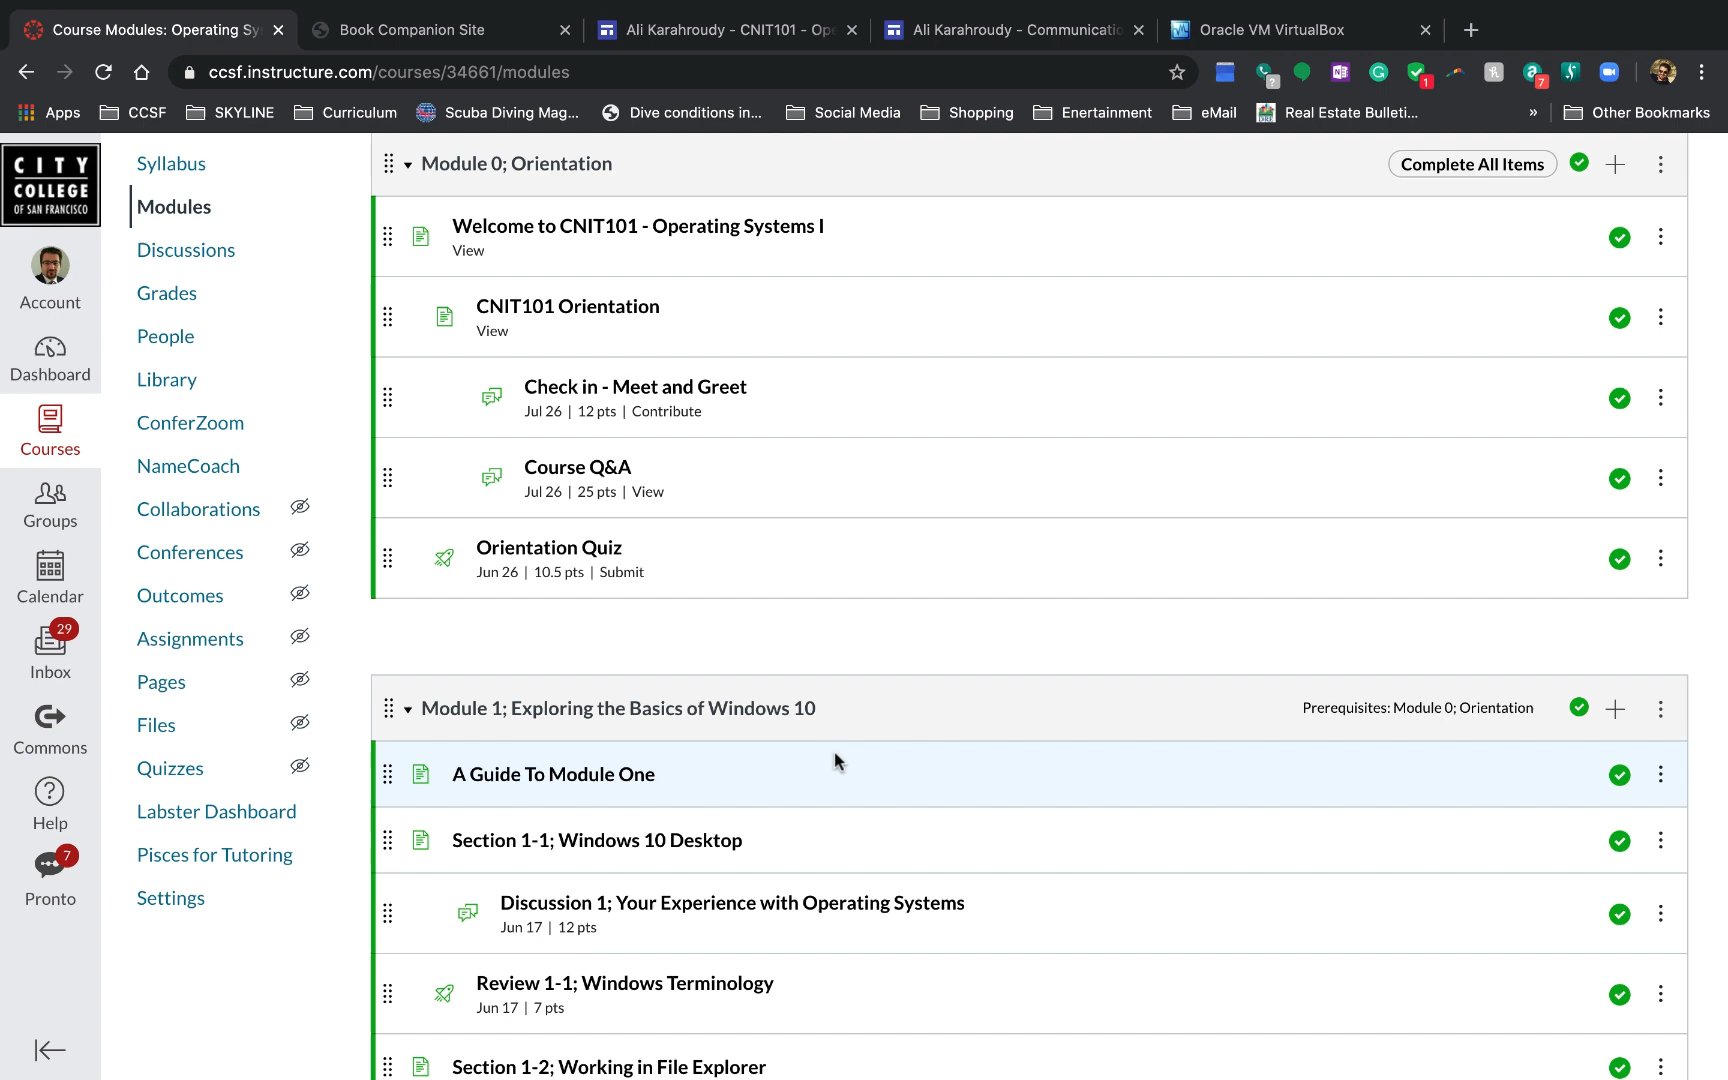 Course Modules: Operating Sy
Book Companion Site
Ali Karahroudy - CNIT101 - Ope
Ali Karahroudy - Communicatio
Oracle VM VirtualBox
ccsf.instructure.com/courses/34661/modules
?
1
7
Apps
CCSF
SKYLINE
Curriculum
Scuba Diving Mag...
Dive conditions in...
Social Media
Shopping
Enertainment
eMail
Real Estate Bulleti...
»
Other Bookmarks
CITY
COLLEGE
OF SAN FRANCISCO
Account
Dashboard
Courses
Groups
Calendar
29
Inbox
Commons
Help
7
Pronto
Syllabus
Modules
Discussions
Grades
People
Library
ConferZoom
NameCoach
Collaborations
Conferences
Outcomes
Assignments
Pages
Files
Quizzes
Labster Dashboard
Pisces for Tutoring
Settings
Module 0; Orientation
Complete All Items
Welcome to CNIT101 - Operating Systems I
View
CNIT101 Orientation
View
Check in - Meet and Greet
Jul 26 | 12 pts | Contribute
Course Q&A
Jul 26 | 25 pts | View
Orientation Quiz
Jun 26 | 10.5 pts | Submit
Module 1; Exploring the Basics of Windows 10
Prerequisites: Module 0; Orientation
A Guide To Module One
Section 1-1; Windows 10 Desktop
Discussion 1; Your Experience with Operating Systems
Jun 17 | 12 pts
Review 1-1; Windows Terminology
Jun 17 | 7 pts
Section 1-2; Working in File Explorer